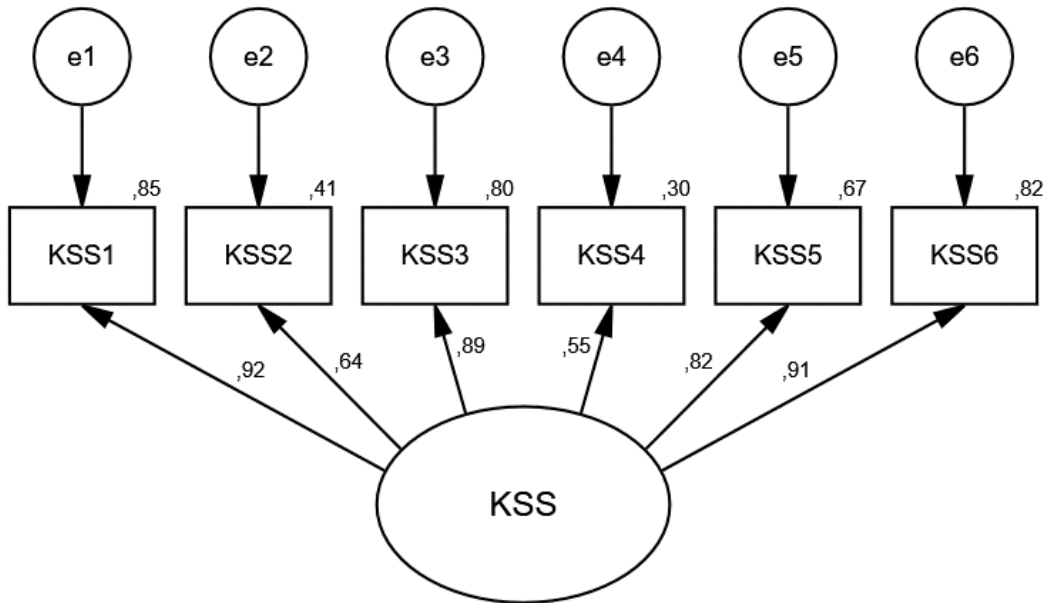 e1 e2 e3 e4 e5 e6
,85 ,41 ,80 ,30 ,67 ,82
KSS1 KSS2 KSS3 KSS4 KSS5 KSS6
,92 ,64 ,89 ,55 ,82 ,91
KSS